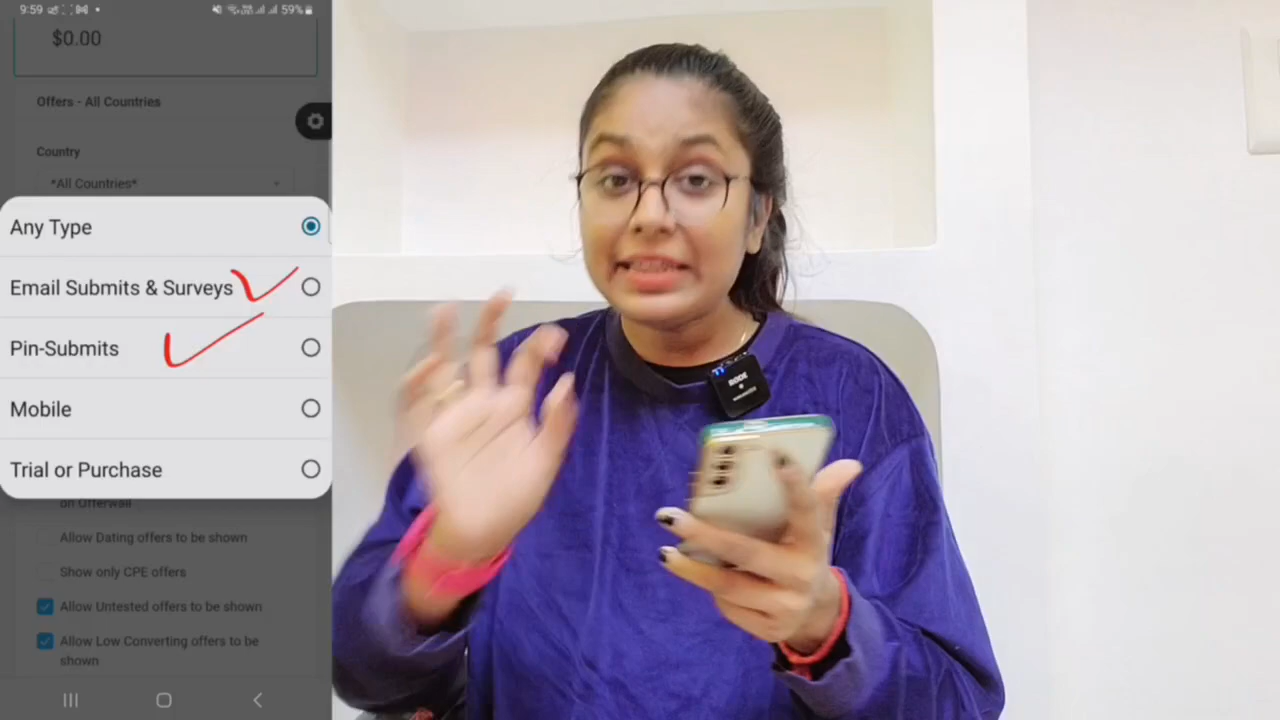 9:59
59%
$0.00
Offers - All Countries
Country
*All Countries*
Any Type
Email Submits & Surveys
Pin-Submits
Mobile
Trial or Purchase
on Offerwall
Allow Dating offers to be shown
Show only CPE offers
Allow Untested offers to be shown
Allow Low Converting offers to be
shown
RODE